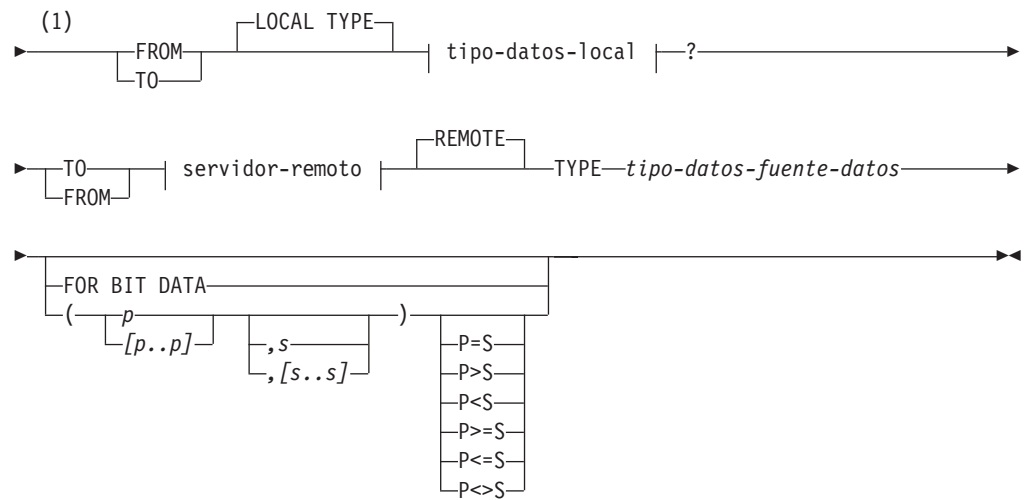 (1)
LOCAL TYPE
FROM tipo-datos-local ?
TO
REMOTE
TO servidor-remoto TYPE tipo-datos-fuente-datos
FROM
FOR BIT DATA
( p )
[p..p] ,s P=S
,[s..s] P>S
P<S
P>=S
P<=S
P<>S